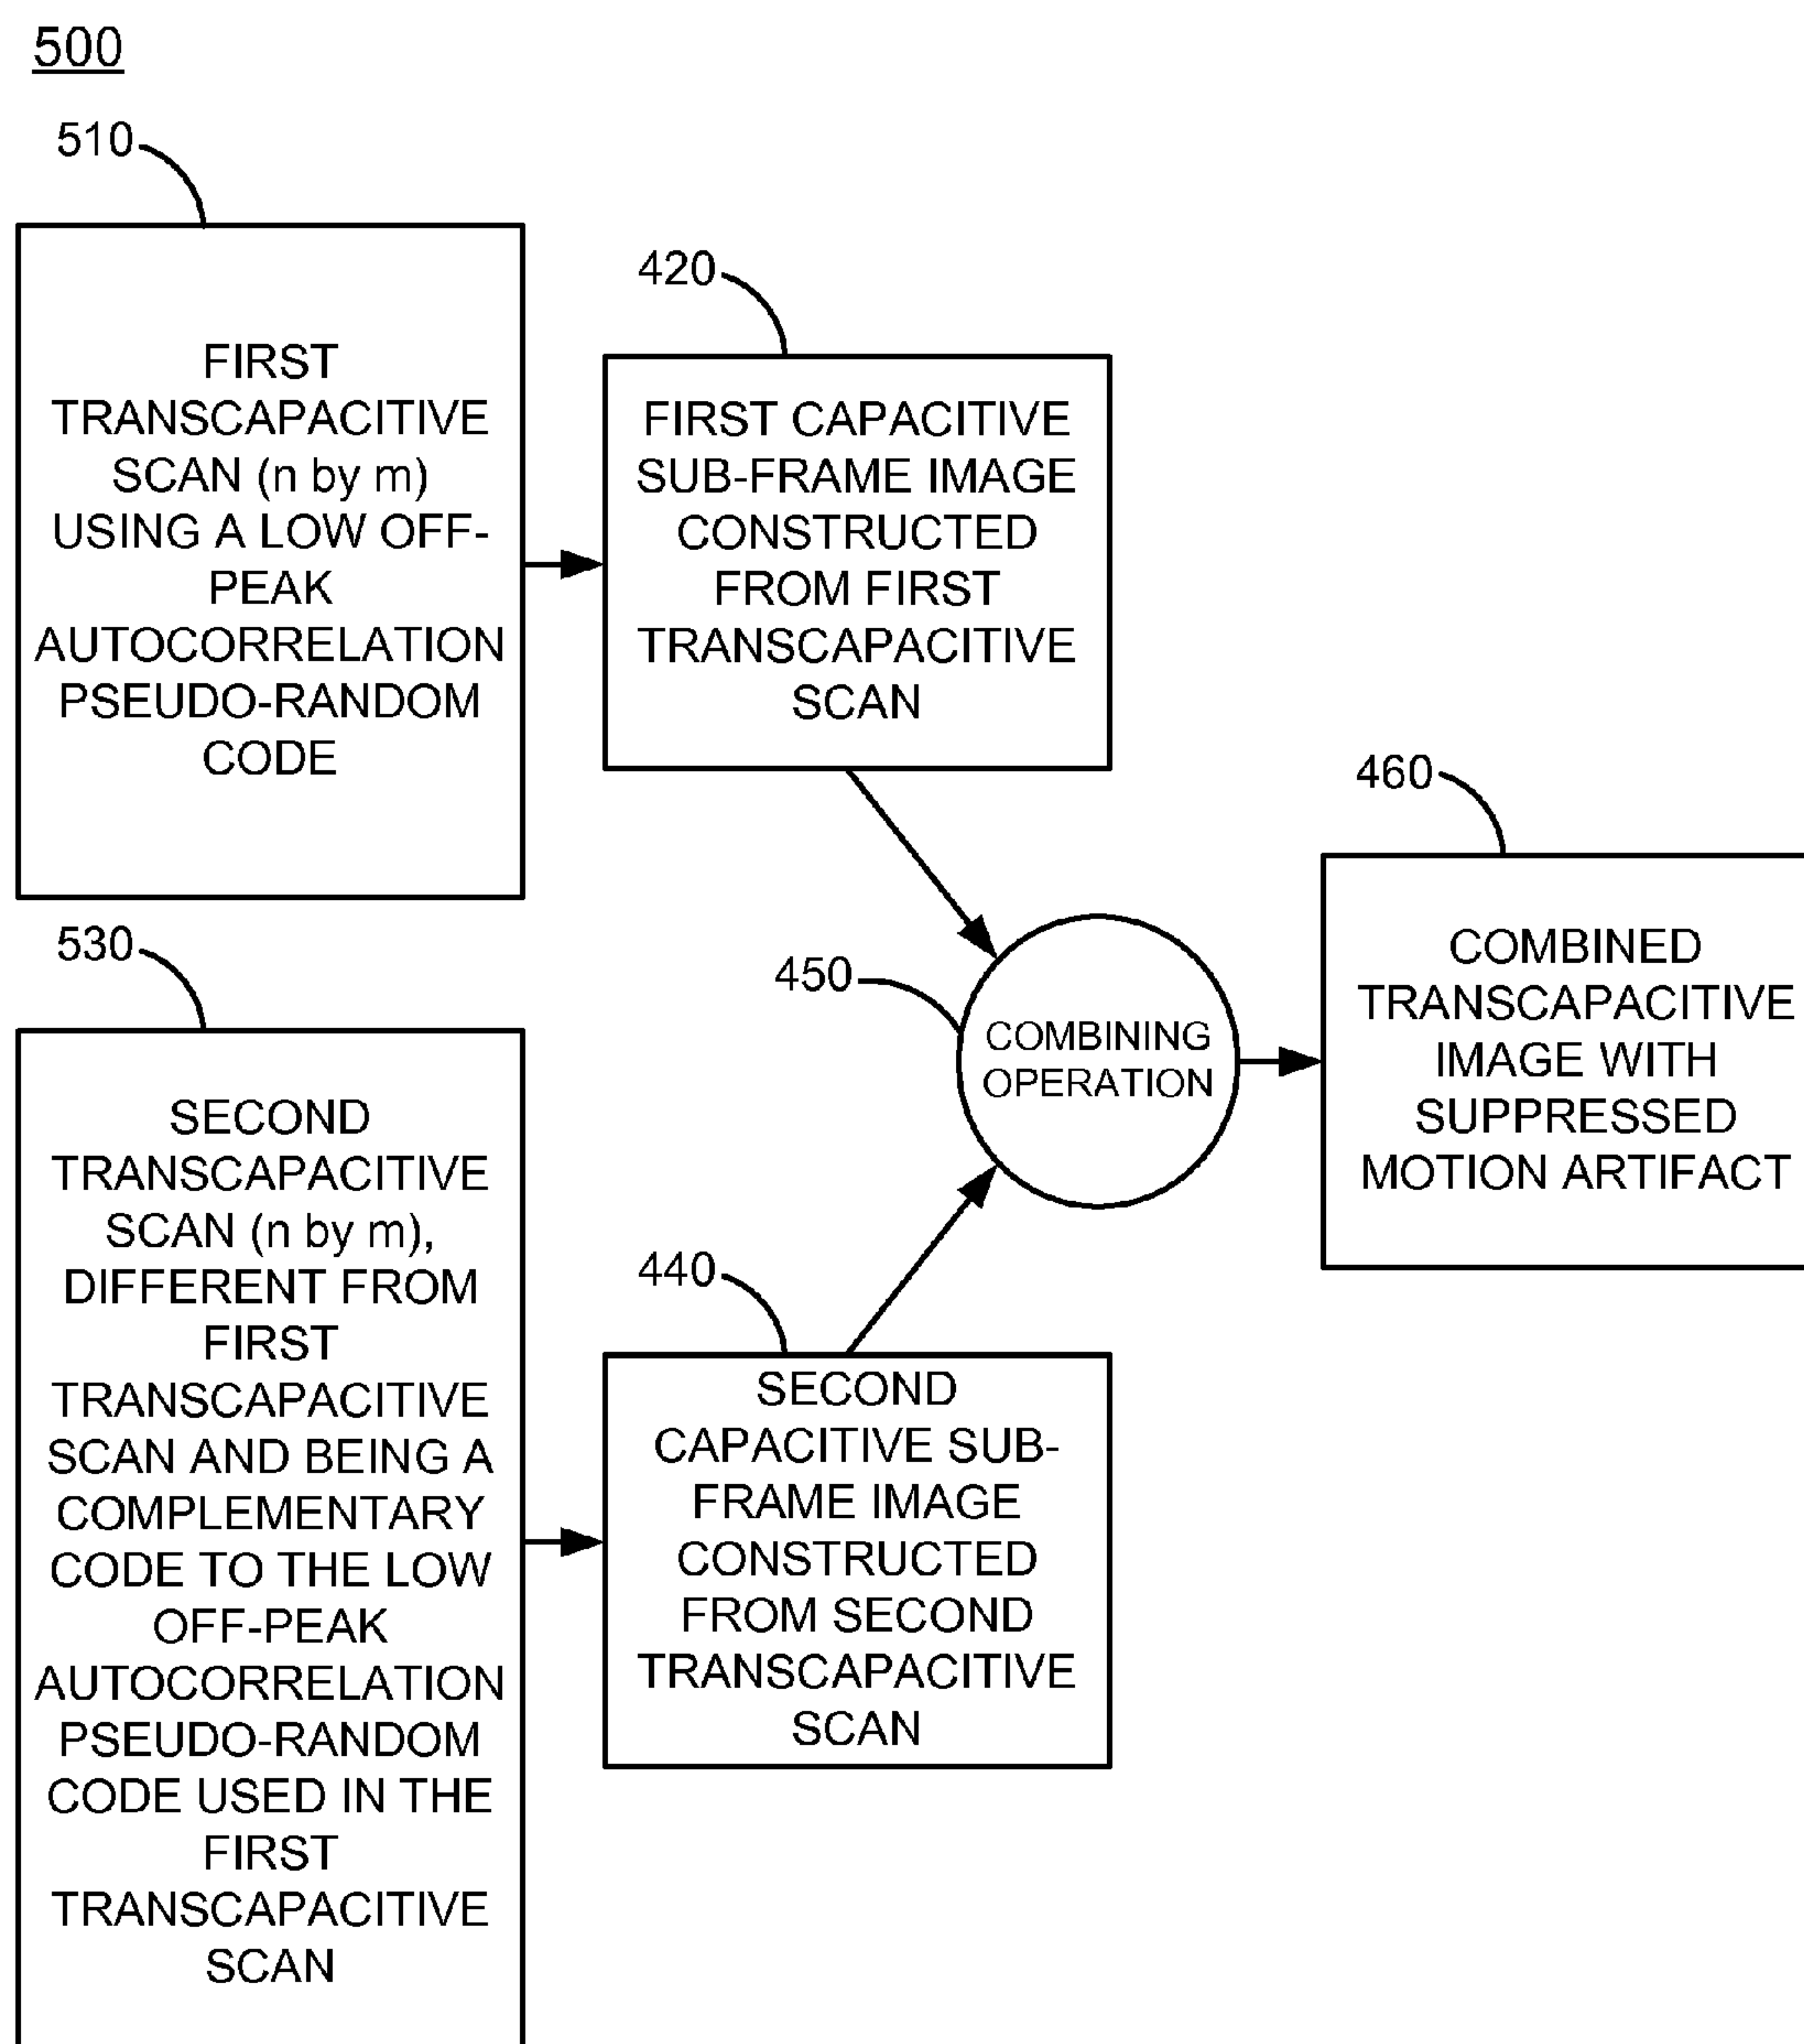 500
510
FIRST
TRANSCAPACITIVE
SCAN (n by m)
USING A LOW OFF-
PEAK
AUTOCORRELATION
PSEUDO-RANDOM
CODE
420
FIRST CAPACITIVE
SUB-FRAME IMAGE
CONSTRUCTED
FROM FIRST
TRANSCAPACITIVE
SCAN
530
SECOND
TRANSCAPACITIVE
SCAN (n by m),
DIFFERENT FROM
FIRST
TRANSCAPACITIVE
SCAN AND BEING A
COMPLEMENTARY
CODE TO THE LOW
OFF-PEAK
AUTOCORRELATION
PSEUDO-RANDOM
CODE USED IN THE
FIRST
TRANSCAPACITIVE
SCAN
440
SECOND
CAPACITIVE SUB-
FRAME IMAGE
CONSTRUCTED
FROM SECOND
TRANSCAPACITIVE
SCAN
450
COMBINING
OPERATION
460
COMBINED
TRANSCAPACITIVE
IMAGE WITH
SUPPRESSED
MOTION ARTIFACT